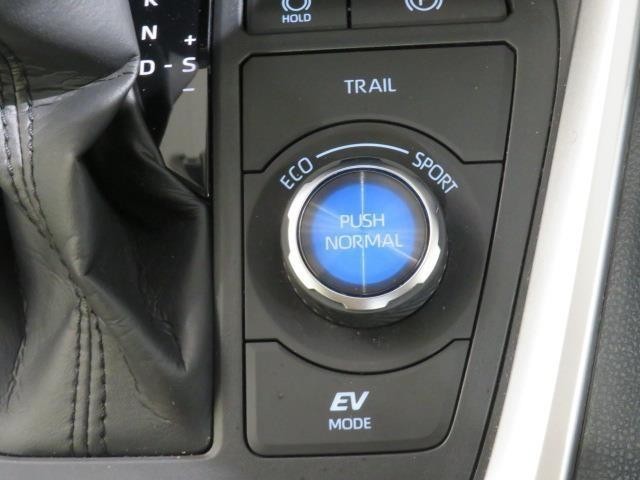 HOLD
R
N
D - S
+
−
TRAIL
ECO
SPORT
PUSH
NORMAL
EV
MODE